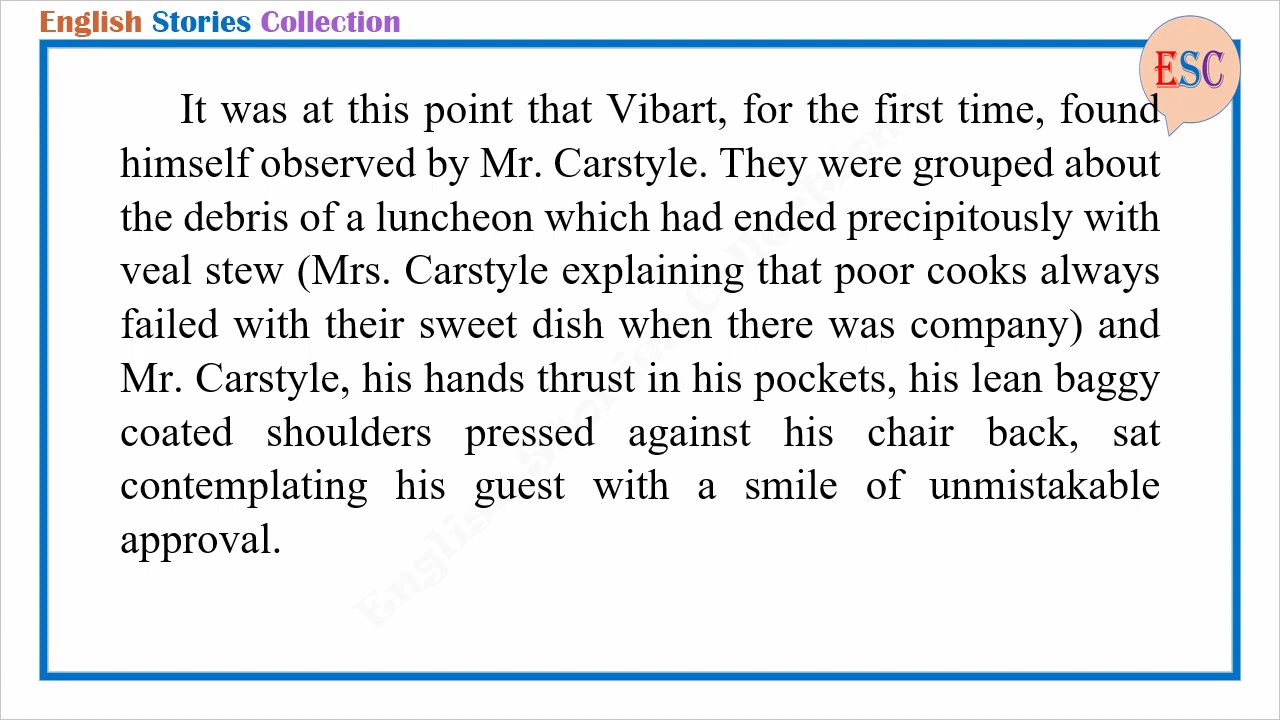 English Stories Collection
ESC
It was at this point that Vibart, for the first time, found
himself observed by Mr. Carstyle. They were grouped about
the debris of a luncheon which had ended precipitously with
veal stew (Mrs. Carstyle explaining that poor cooks always
failed with their sweet dish when there was company) and
Mr. Carstyle, his hands thrust in his pockets, his lean baggy
coated shoulders pressed against his chair back, sat
contemplating his guest with a smile of unmistakable
approval.
English Stories Collection